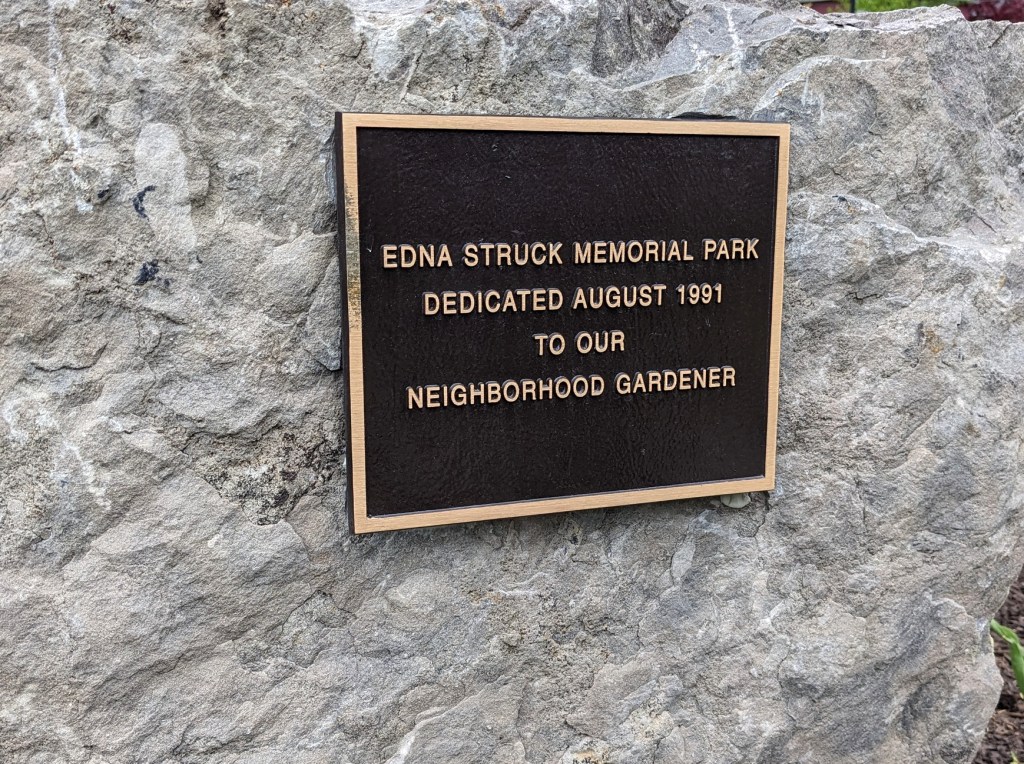 EDNA STRUCK MEMORIAL PARK
DEDICATED AUGUST 1991
TO OUR
NEIGHBORHOOD GARDENER